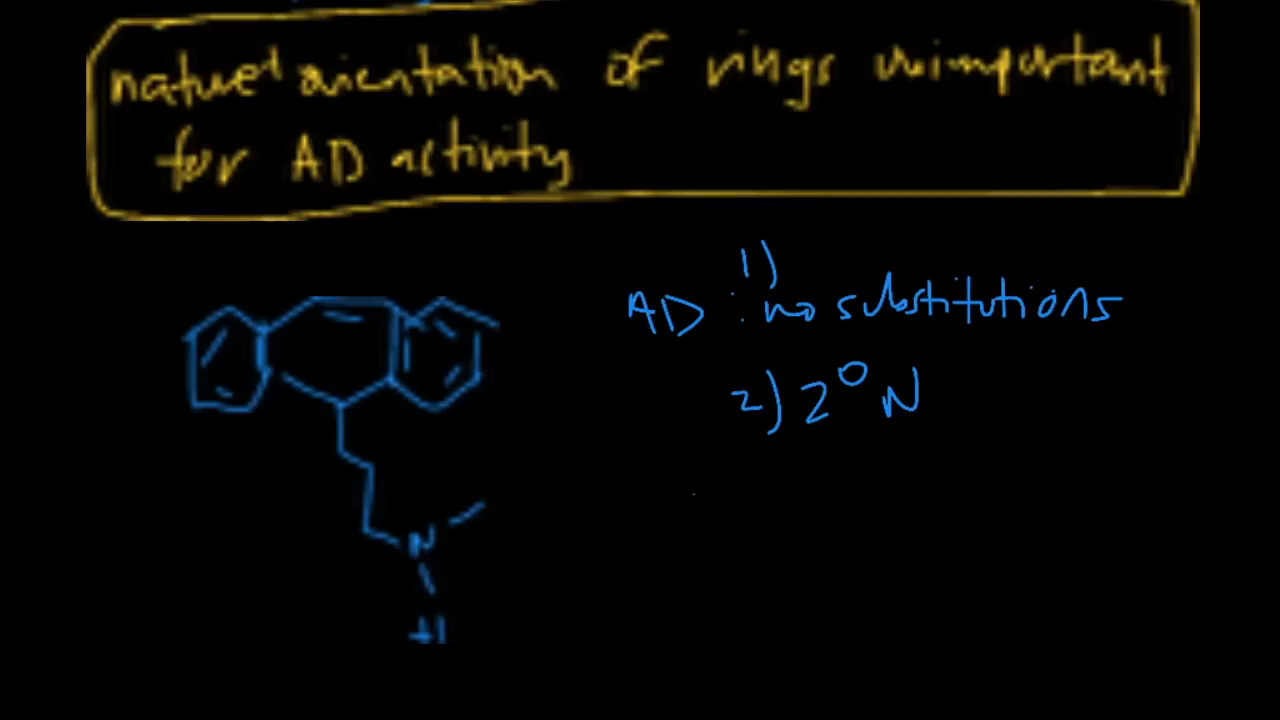 nature + orientation of rings unimportant
for AD activity
AD : 1) no substitutions
2) 2° N
N
H